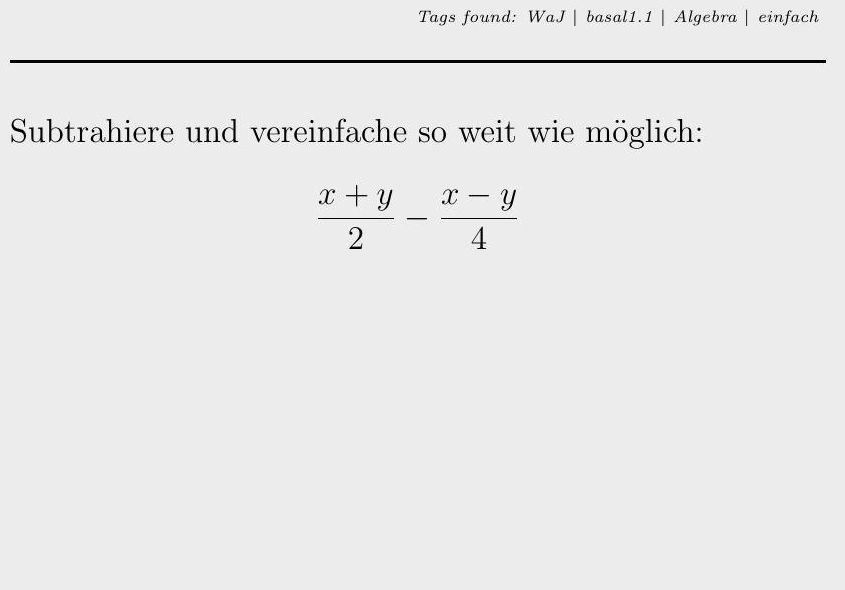 Tags found: WaJ | basal1.1 | Algebra | einfach
Subtrahiere und vereinfache so weit wie möglich:
\frac{x+y}{2} - \frac{x-y}{4}